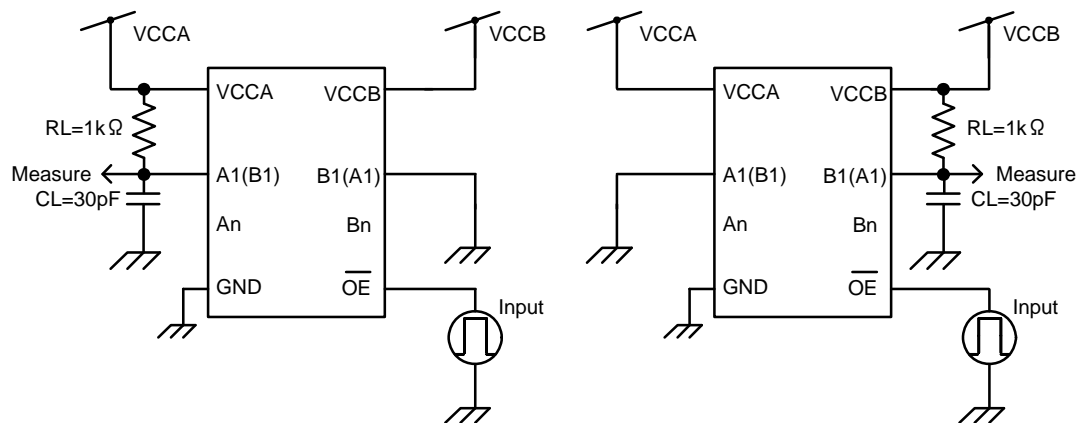 VCCA
VCCB
VCCA
VCCB
VCCA
VCCB
VCCA
VCCB
RL=1kΩ
RL=1kΩ
Measure
A1(B1)
B1(A1)
A1(B1)
B1(A1)
Measure
CL=30pF
CL=30pF
An
Bn
An
Bn
GND
OE
Input
GND
OE
Input